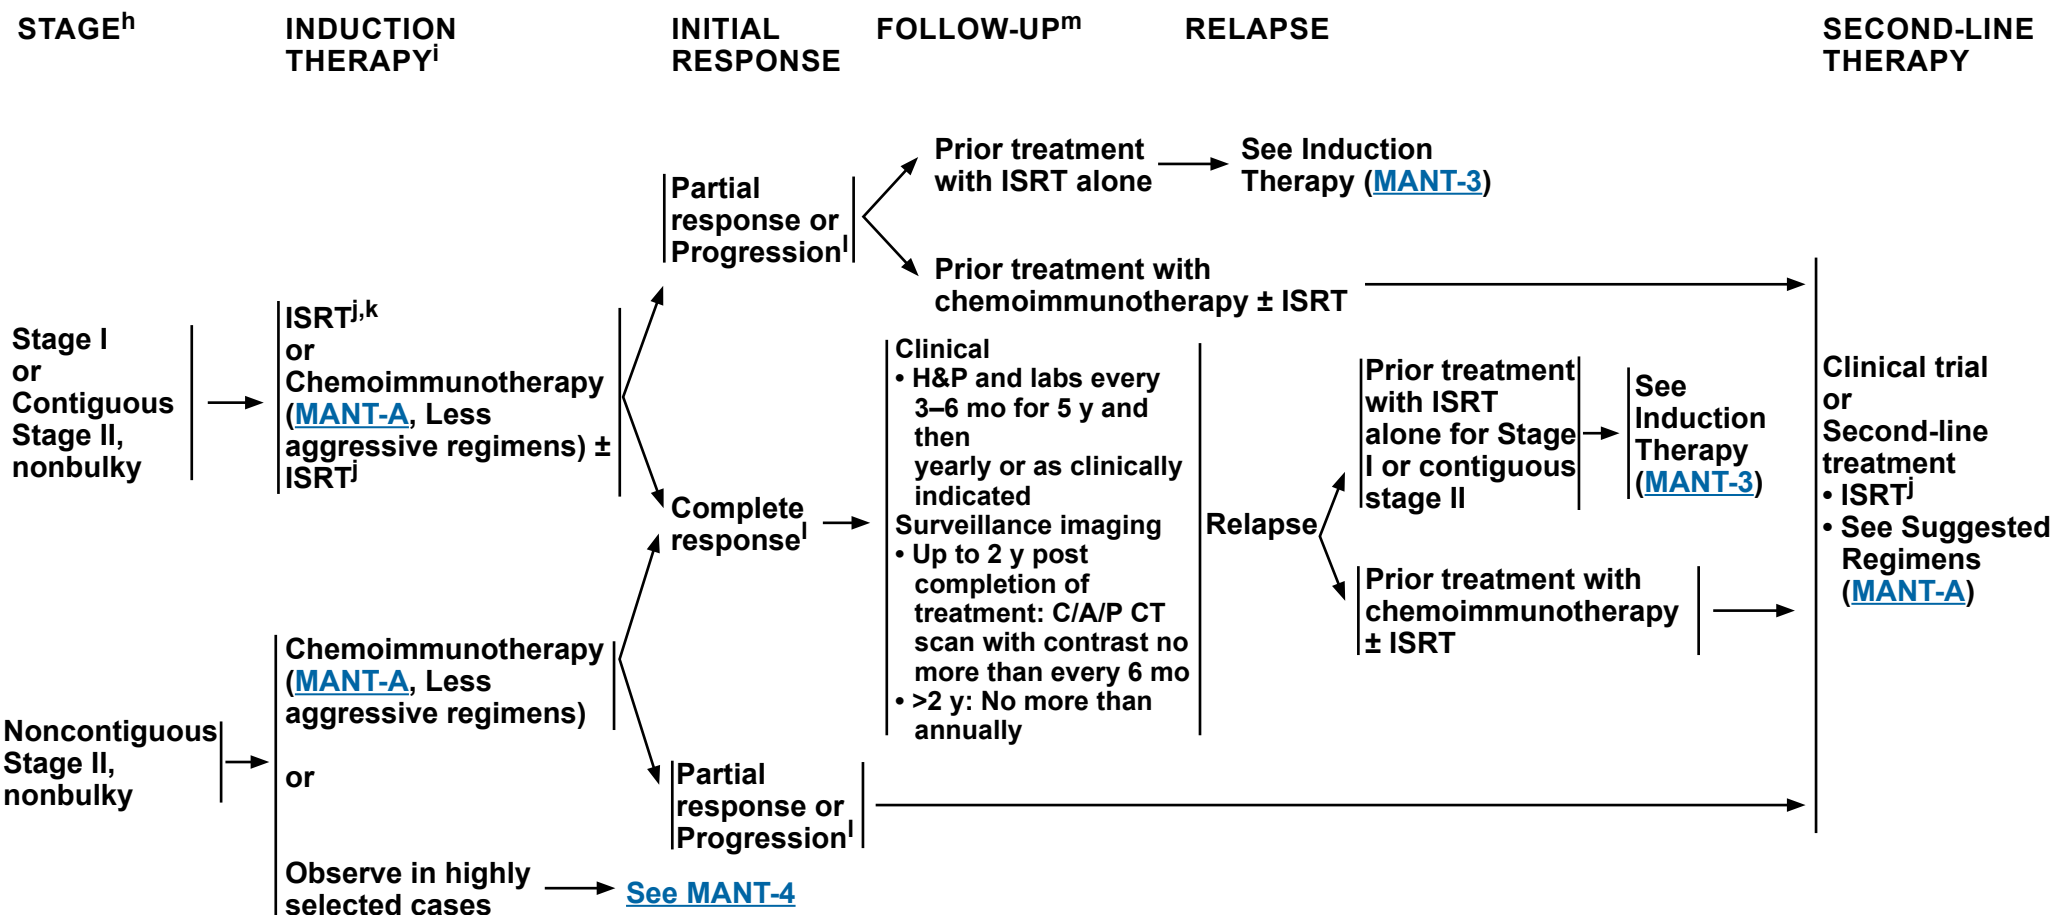 STAGEh
INDUCTION
THERAPYi
INITIAL
RESPONSE
FOLLOW-UPm
RELAPSE
SECOND-LINE
THERAPY
Stage I
or
Contiguous
Stage II,
nonbulky
ISRTj,k
or
Chemoimmunotherapy
(MANT-A, Less
aggressive regimens) ±
ISRTj
Partial
response or
Progressionl
Prior treatment
with ISRT alone
See Induction
Therapy (MANT-3)
Prior treatment with
chemoimmunotherapy ± ISRT
Complete
responsel
Clinical
• H&P and labs every
3–6 mo for 5 y and
then
yearly or as clinically
indicated
Surveillance imaging
• Up to 2 y post
completion of
treatment: C/A/P CT
scan with contrast no
more than every 6 mo
• >2 y: No more than
annually
Relapse
Prior treatment
with ISRT
alone for Stage
I or contiguous
stage II
See
Induction
Therapy
(MANT-3)
Prior treatment with
chemoimmunotherapy
± ISRT
Clinical trial
or
Second-line
treatment
• ISRTj
• See Suggested
Regimens
(MANT-A)
Noncontiguous
Stage II,
nonbulky
Chemoimmunotherapy
(MANT-A, Less
aggressive regimens)
or
Observe in highly
selected cases
See MANT-4
Partial
response or
Progressionl